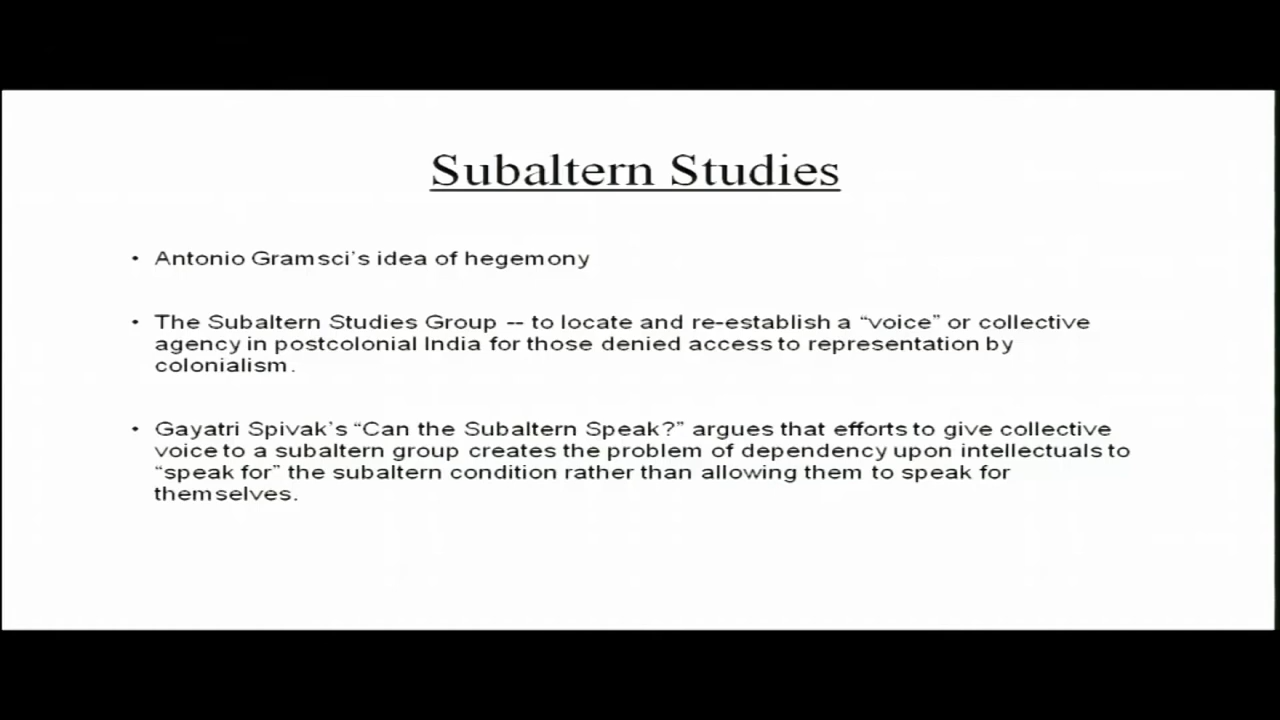 Subaltern Studies
• Antonio Gramsci’s idea of hegemony
• The Subaltern Studies Group -- to locate and re-establish a “voice” or collective
agency in postcolonial India for those denied access to representation by
colonialism.
• Gayatri Spivak’s “Can the Subaltern Speak?” argues that efforts to give collective
voice to a subaltern group creates the problem of dependency upon intellectuals to
“speak for” the subaltern condition rather than allowing them to speak for
themselves.